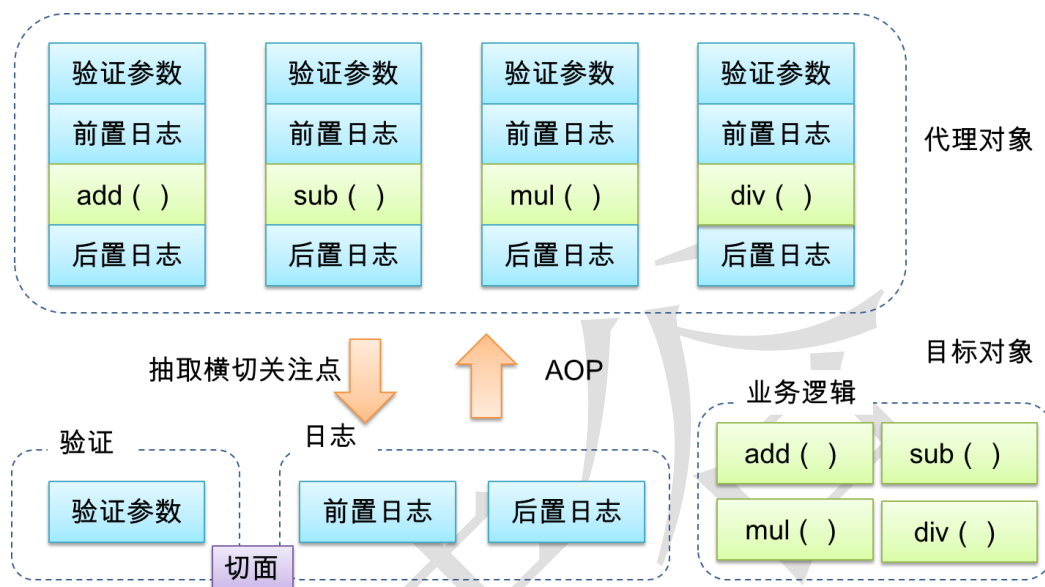 验证参数 验证参数 验证参数 验证参数
前置日志 前置日志 前置日志 前置日志
代理对象
add ( ) sub ( ) mul ( ) div ( )
后置日志 后置日志 后置日志 后置日志
目标对象
抽取横切关注点 AOP
业务逻辑
验证 日志
add ( ) sub ( )
验证参数 前置日志 后置日志
mul ( ) div ( )
切面